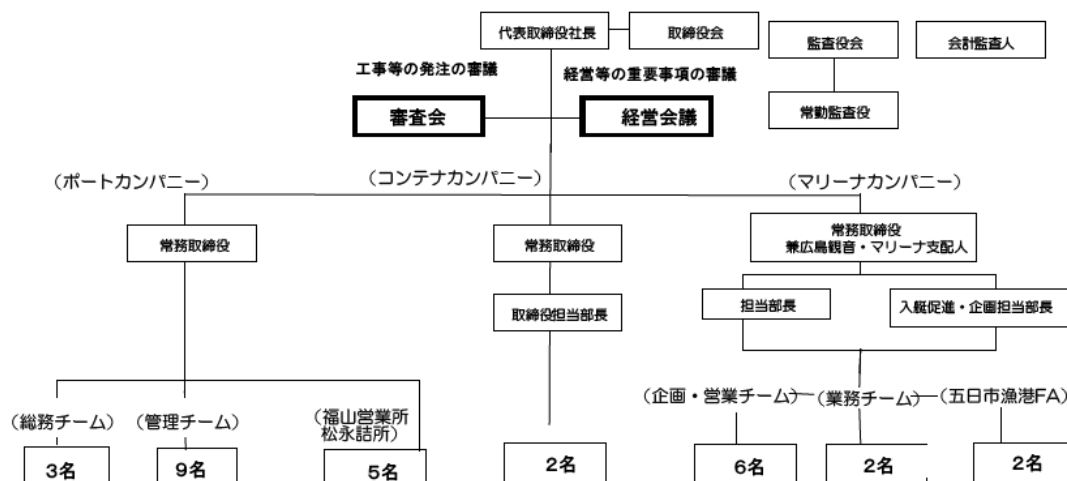 代表取締役社長
取締役会
監査役会
会計監査人
工事等の発注の審議
経営等の重要事項の審議
審査会
経営会議
常勤監査役
（ポートカンパニー）
（コンテナカンパニー）
（マリーナカンパニー）
常務取締役
常務取締役
常務取締役
兼広島観音・マリーナ支配人
取締役担当部長
担当部長
入艇促進・企画担当部長
（総務チーム）
（管理チーム）
（福山営業所
松永詰所）
（企画・営業チーム）
（業務チーム）
（五日市漁港FA）
3名
9名
5名
2名
6名
2名
2名